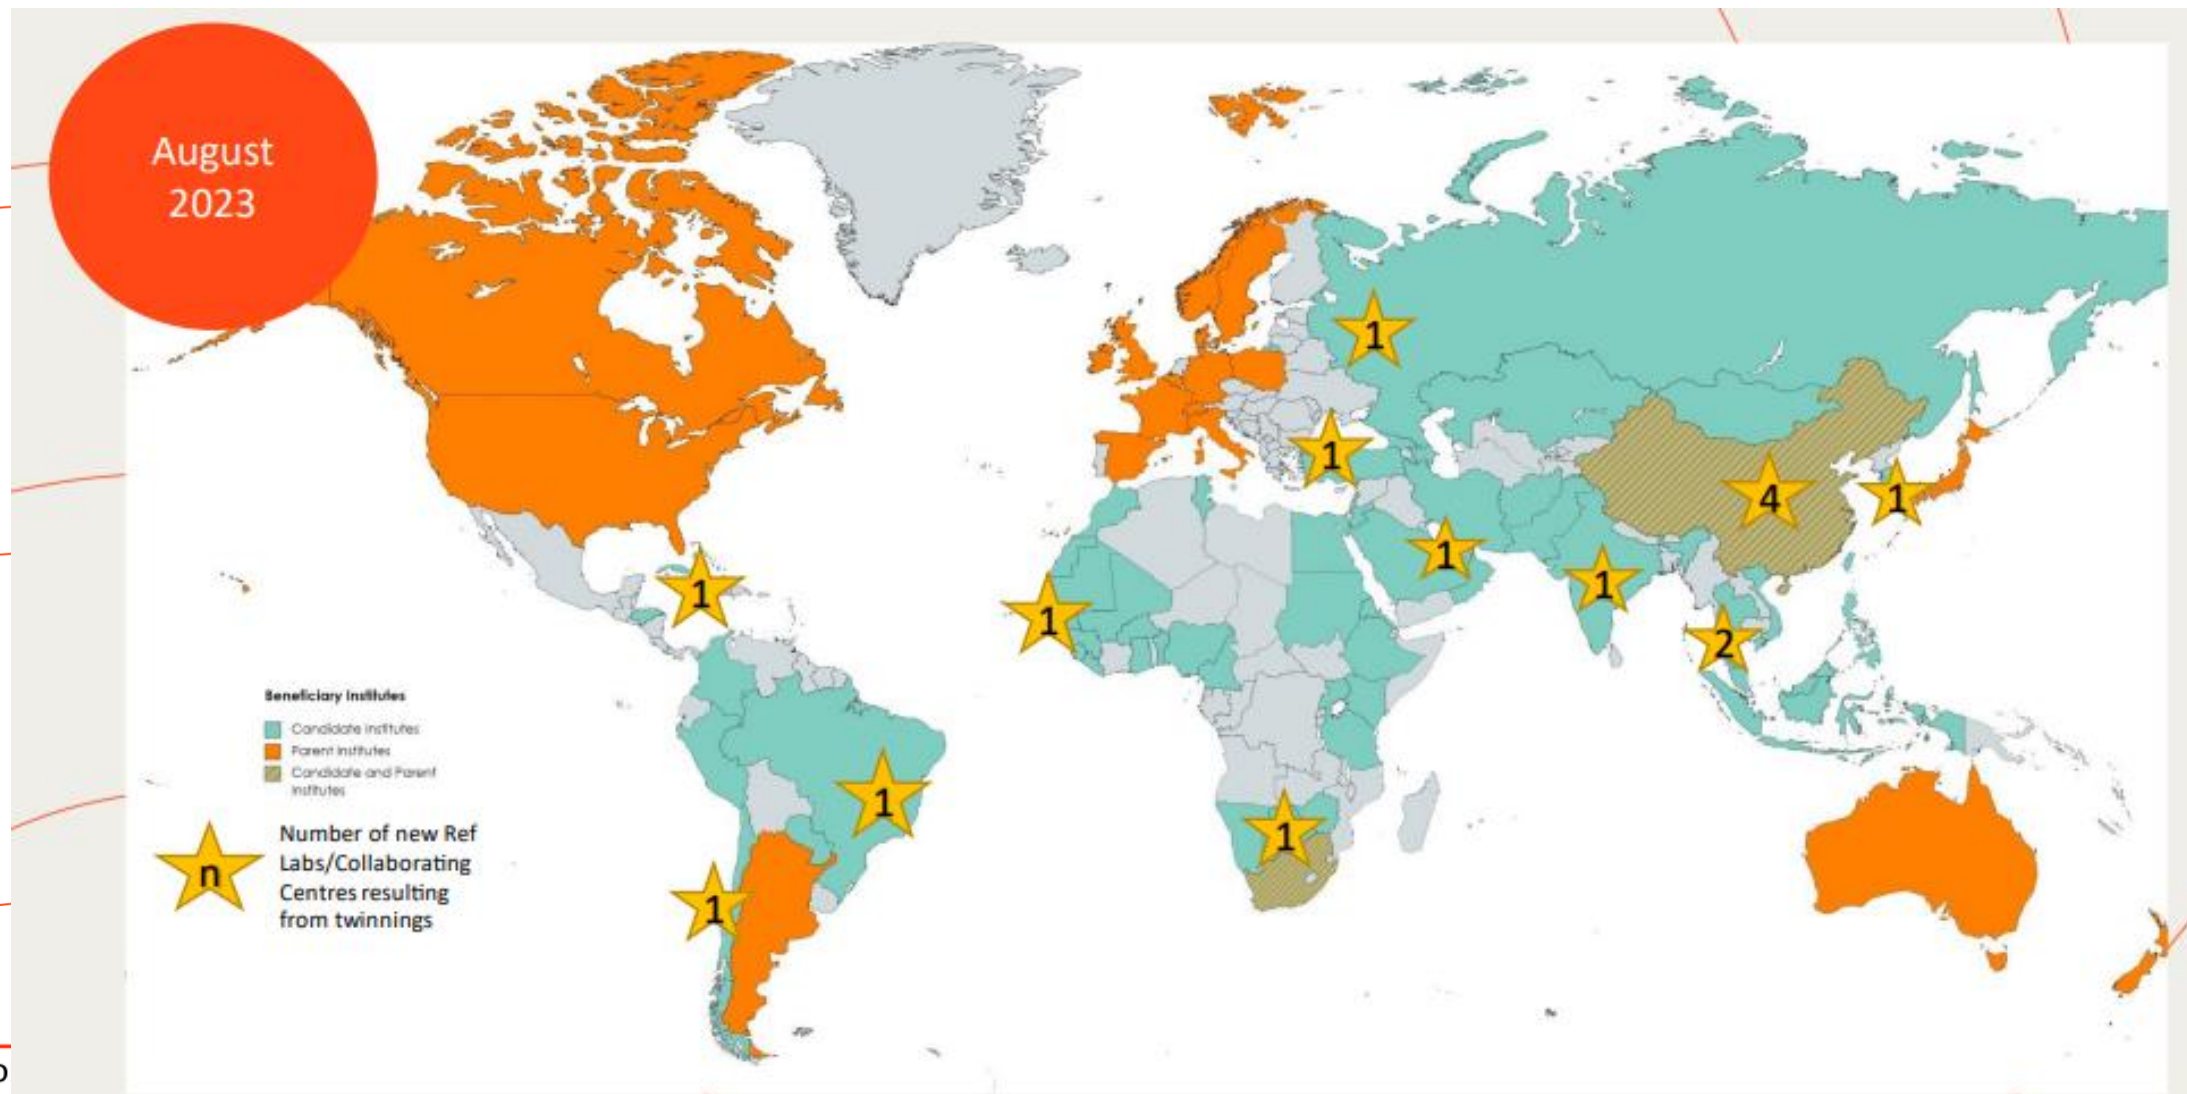 August
2023
1
1
4
1
1
1
1
1
2
1
1
1
Beneficiary Institutes
Candidate Institutes
Parent Institutes
Candidate and Parent
Institutes
n
Number of new Ref
Labs/Collaborating
Centres resulting
from twinnings